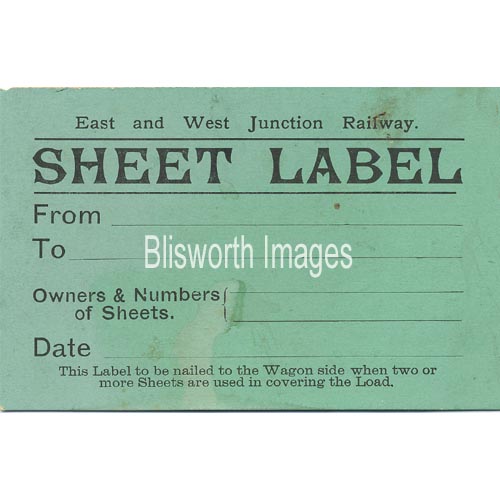 East and West Junction Railway.
SHEET LABEL
From
To
Blisworth Images
Owners & Numbers
of Sheets.
Date
This Label to be nailed to the Wagon side when two or
more Sheets are used in covering the Load.